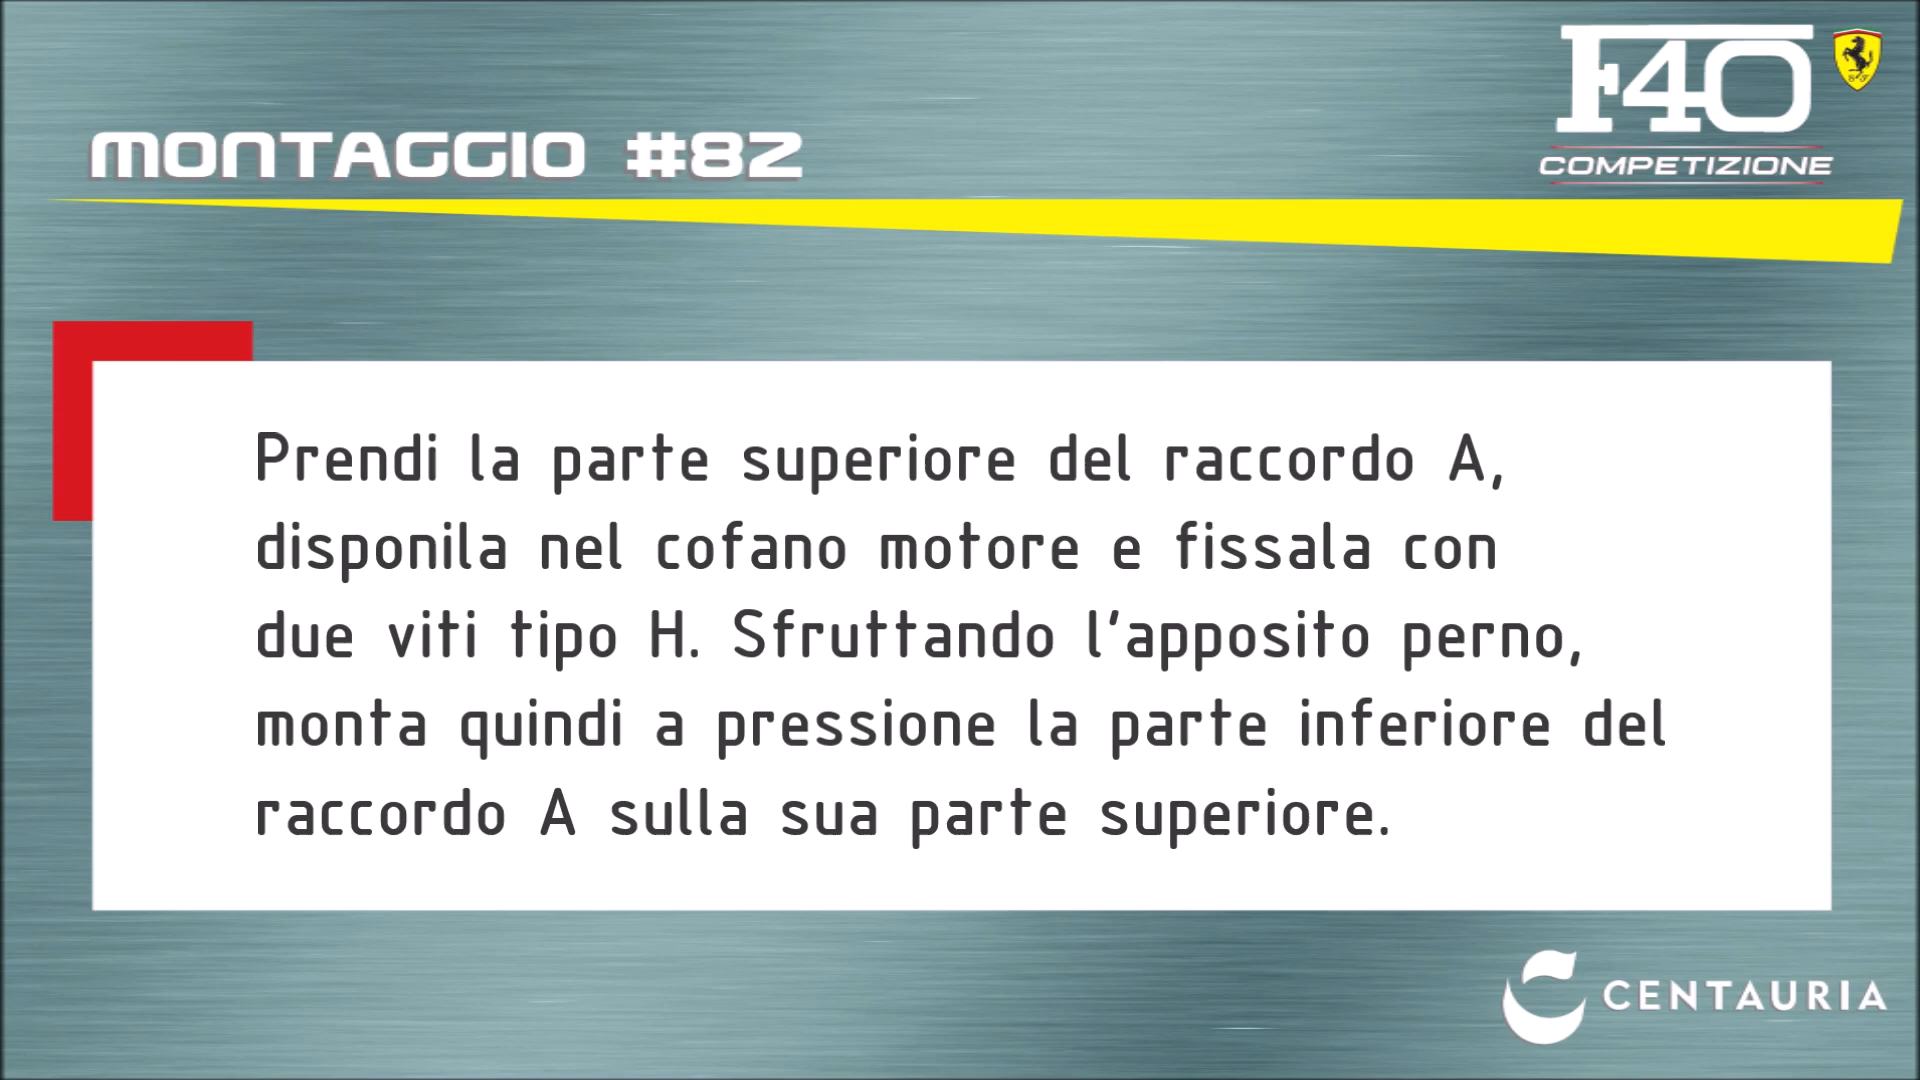 F40
COMPETIZIONE
MONTAGGIO #82
Prendi la parte superiore del raccordo A,
disponila nel cofano motore e fissala con
due viti tipo H. Sfruttando l’apposito perno,
monta quindi a pressione la parte inferiore del
raccordo A sulla sua parte superiore.
CENTAURIA